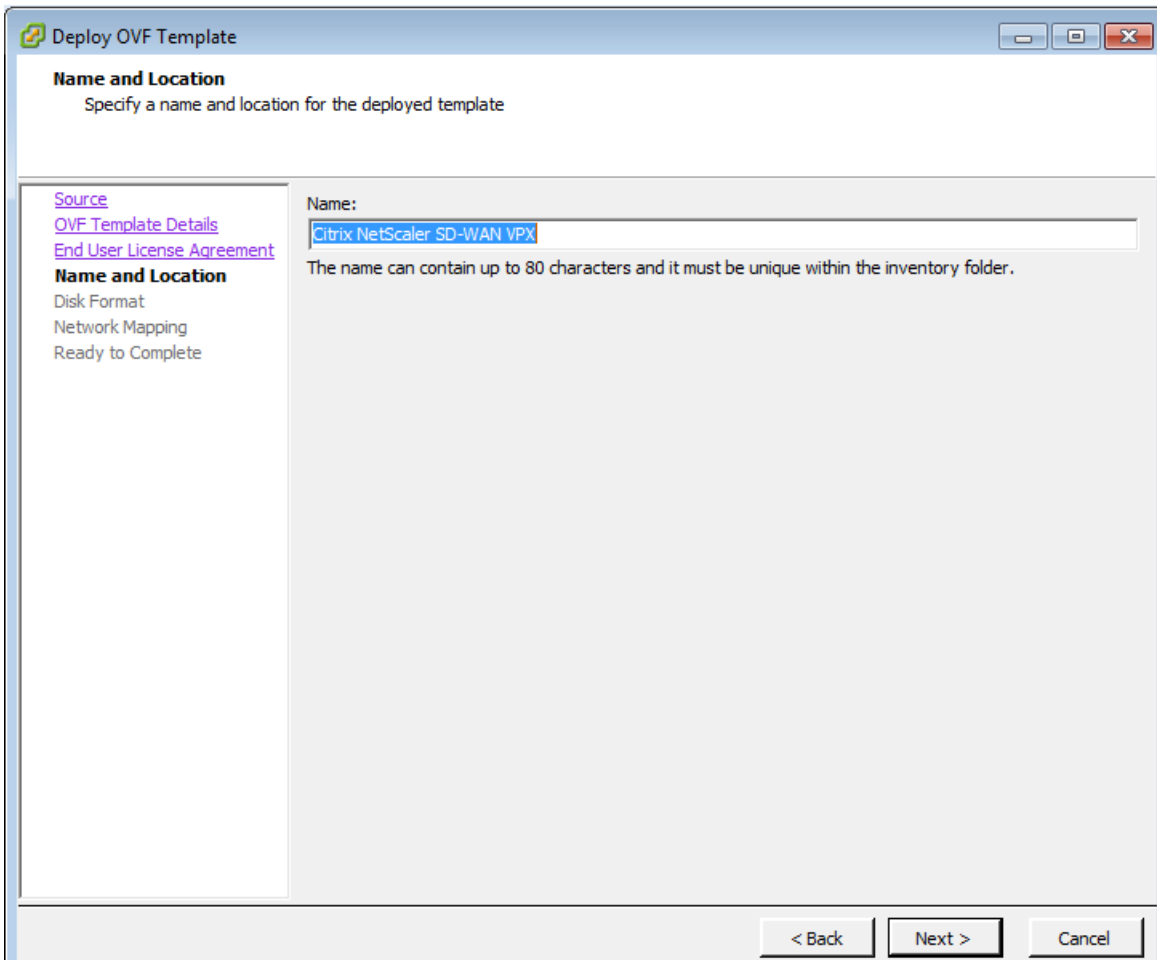 Deploy OVF Template
Name and Location
Specify a name and location for the deployed template
Source
OVF Template Details
End User License Agreement
Name and Location
Disk Format
Network Mapping
Ready to Complete
Name:
Citrix NetScaler SD-WAN VPX
The name can contain up to 80 characters and it must be unique within the inventory folder.
< Back
Next >
Cancel